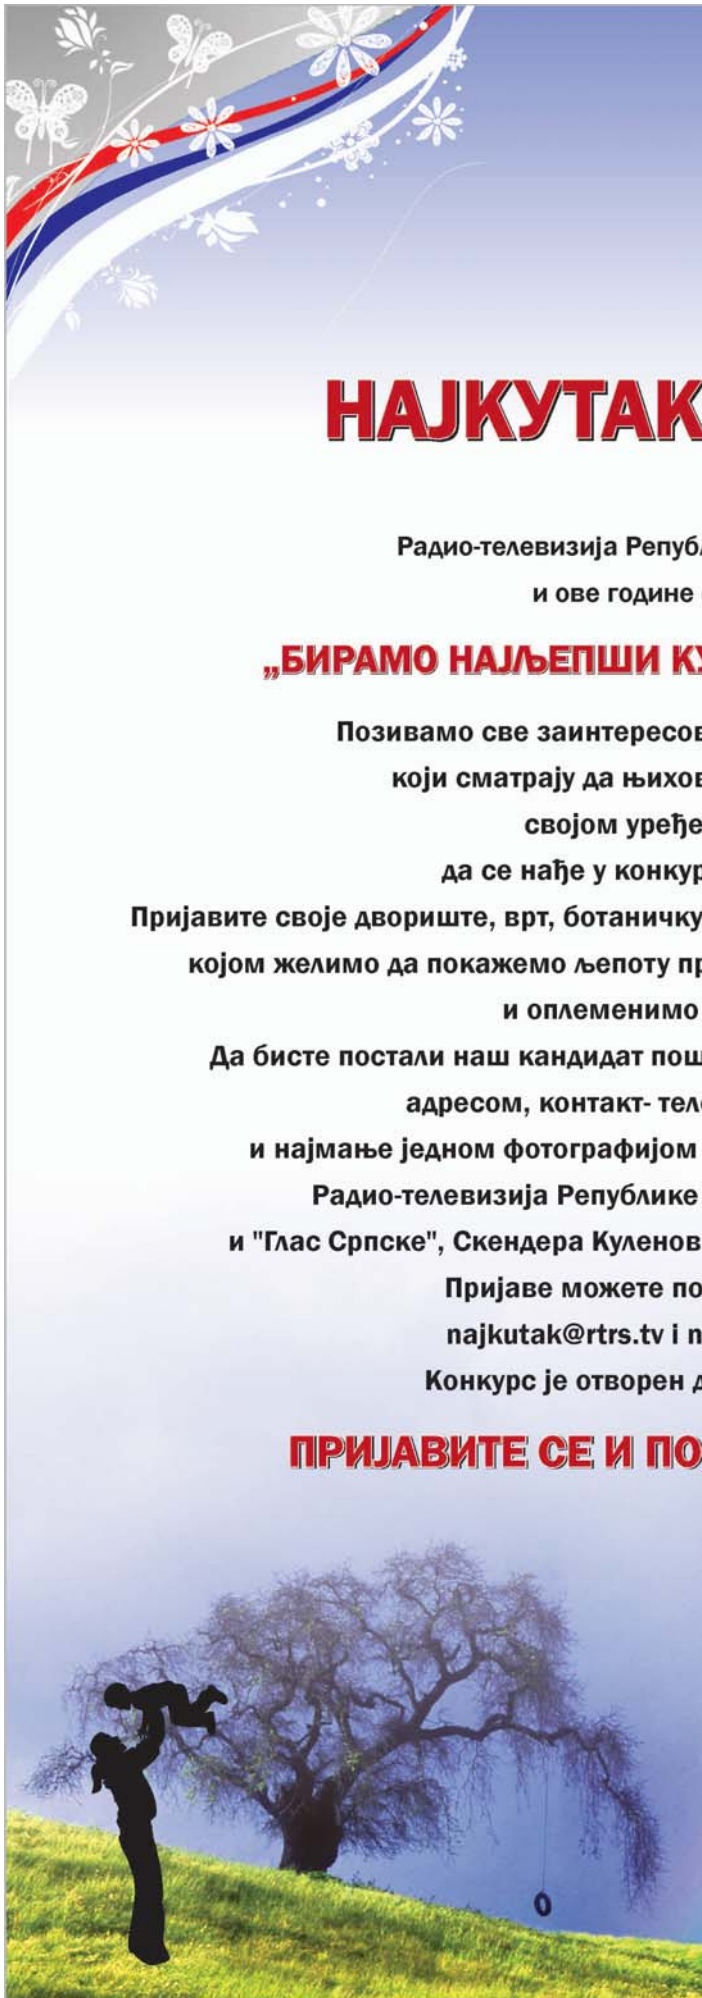 НАЈКУТАК
Радио-телевизија Републ
и ове године
„БИРАМО НАЈЉЕПШИ КУ
Позивамо све заинтересов
који сматрају да њихов
својом уређе
да се нађе у конкур
Пријавите своје двориште, врт, ботаничку
којом желимо да покажемо љепоту пр
и оплеменимо
Да бисте постали наш кандидат пош
адресом, контакт- теле
и најмање једном фотографијом
Радио-телевизија Републике
и "Глас Српске", Скендера Куленов
Пријаве можете по
najkutak@rtrs.tv i n
Конкурс је отворен д
ПРИЈАВИТЕ СЕ И ПО